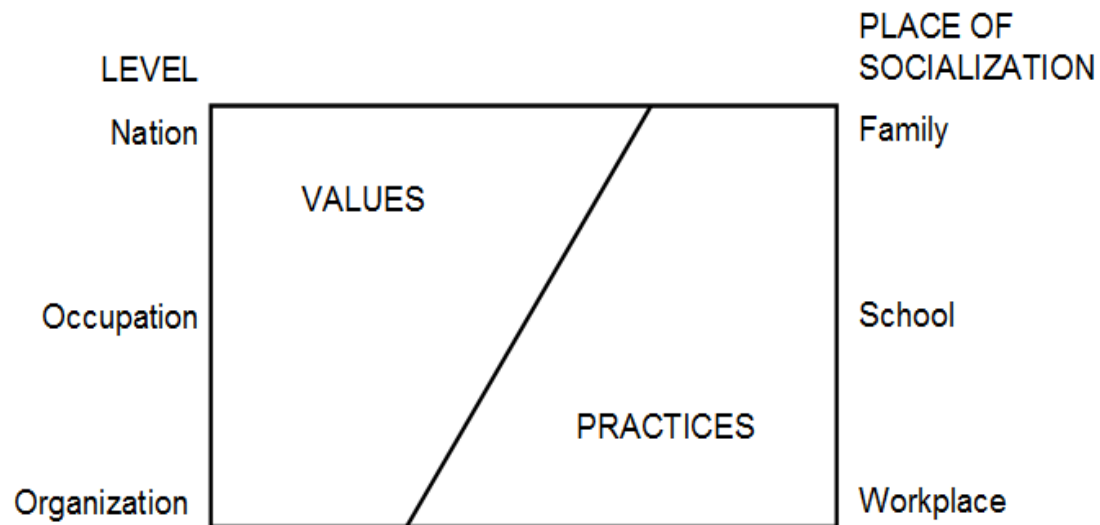 LEVEL
PLACE OF
SOCIALIZATION
Nation
Family
VALUES
Occupation
School
PRACTICES
Organization
Workplace